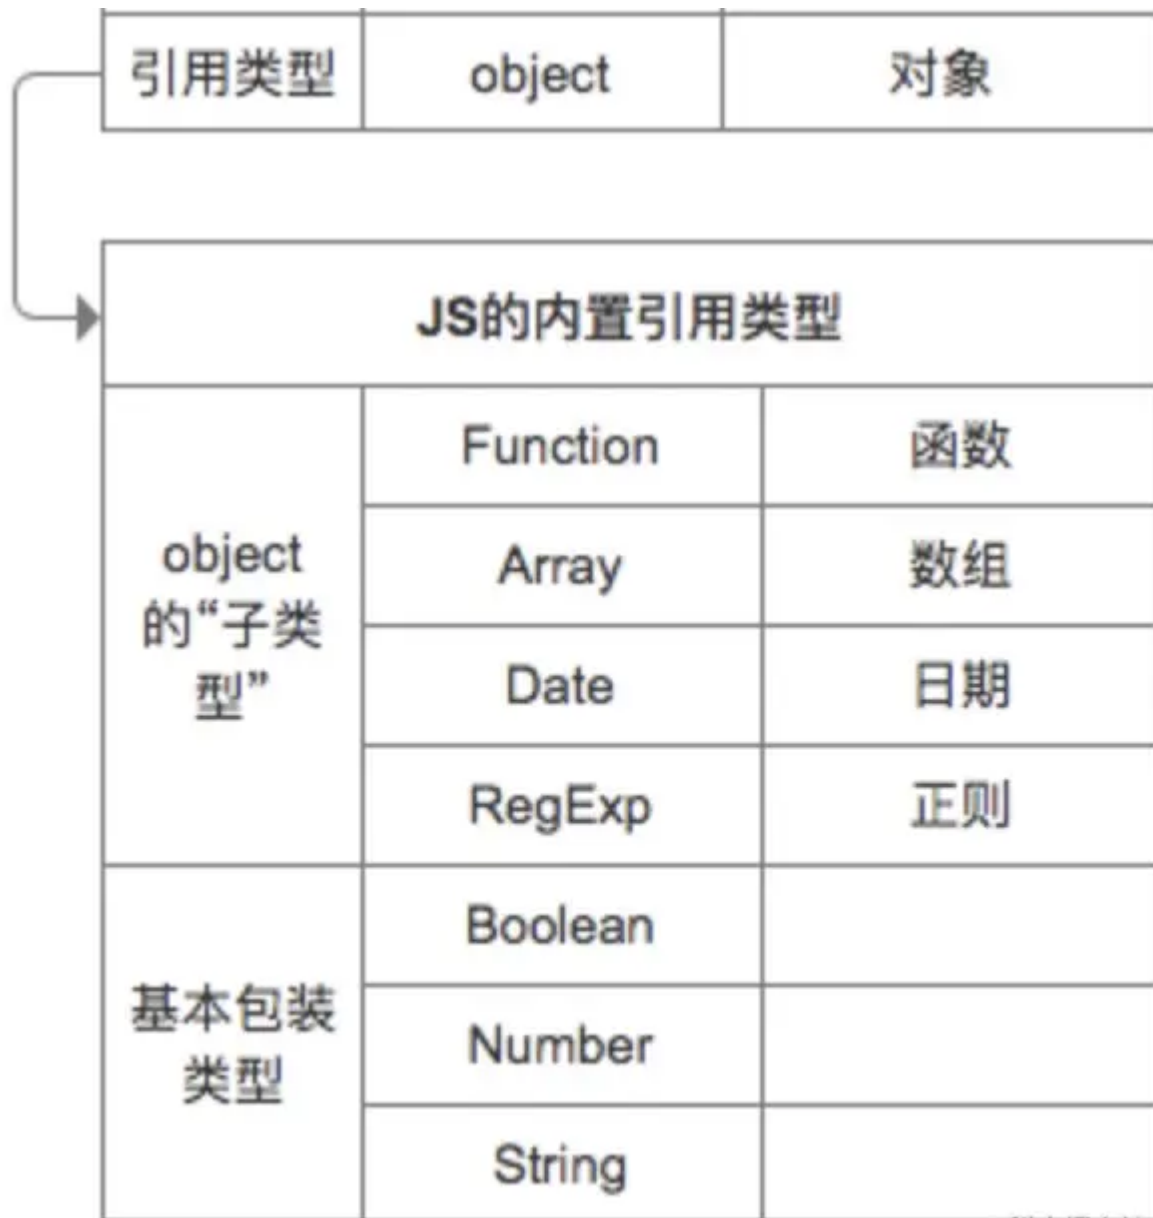 引用类型 object 对象
JS的内置引用类型
object
的“子类
型”
Function 函数
Array 数组
Date 日期
RegExp 正则
基本包装
类型
Boolean
Number
String